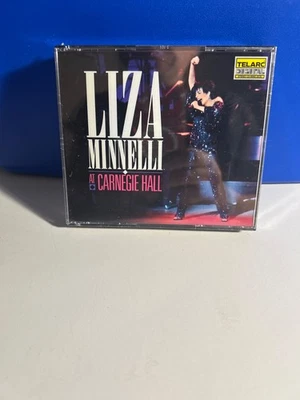 LIZA
MINNELLI
AT CARNEGIE HALL
TELARC
DIGITAL